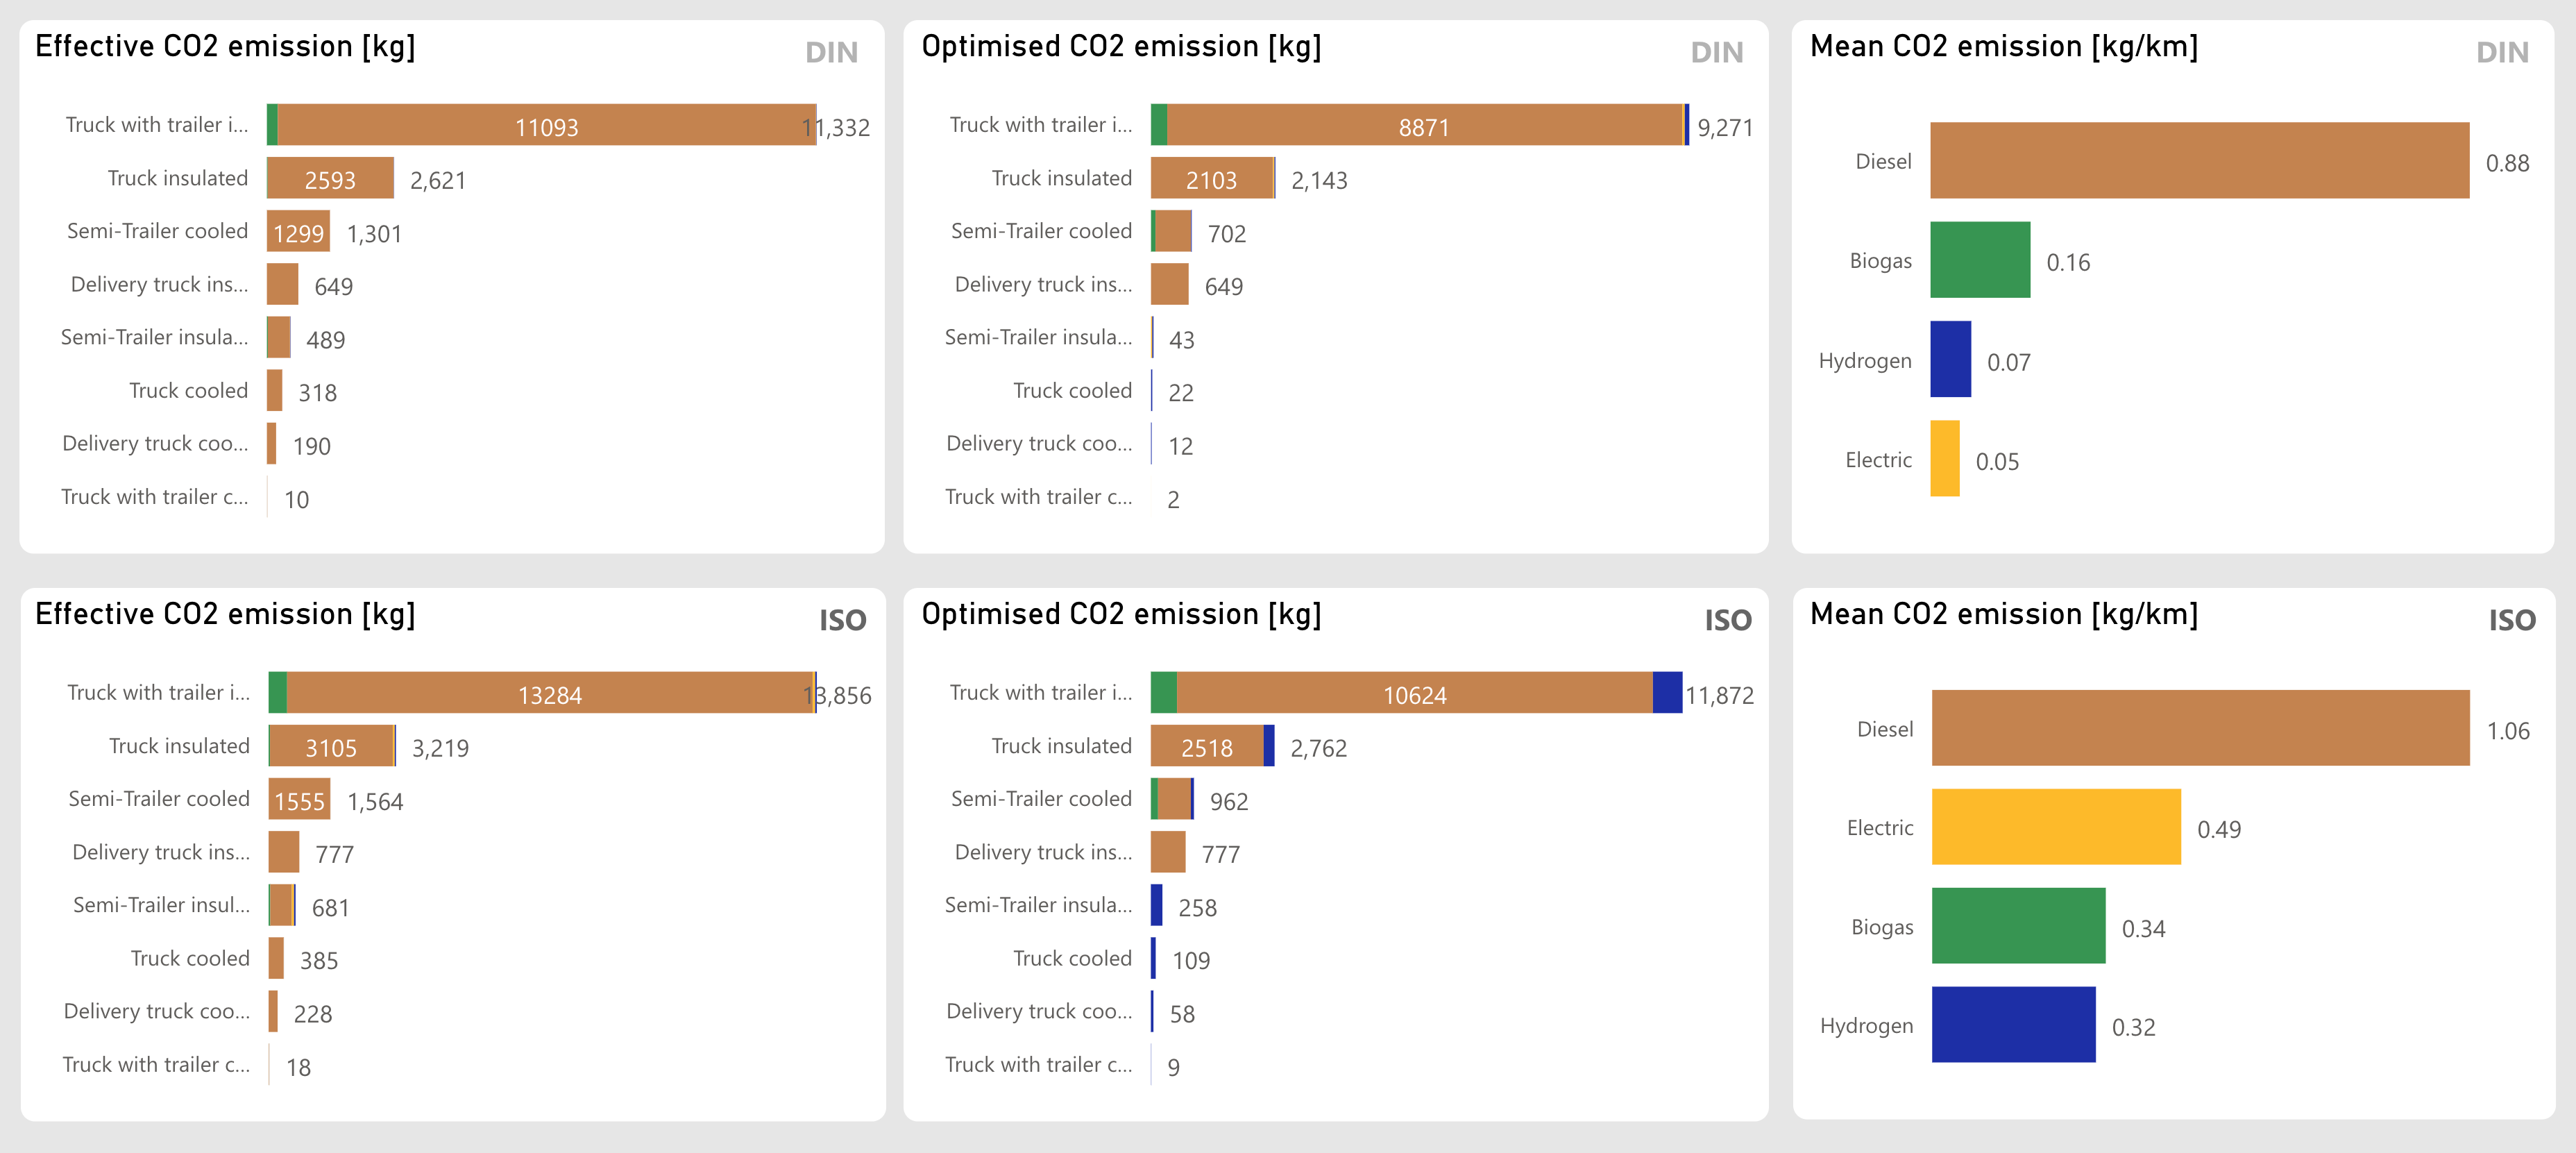 Effective CO2 emission [kg]
DIN
Truck with trailer i... 11093 11,332
Truck insulated 2593 2,621
Semi-Trailer cooled 1299 1,301
Delivery truck ins... 649
Semi-Trailer insula... 489
Truck cooled 318
Delivery truck coo... 190
Truck with trailer c... 10
Optimised CO2 emission [kg]
DIN
Truck with trailer i... 8871 9,271
Truck insulated 2103 2,143
Semi-Trailer cooled 702
Delivery truck ins... 649
Semi-Trailer insula... 43
Truck cooled 22
Delivery truck coo... 12
Truck with trailer c... 2
Mean CO2 emission [kg/km]
DIN
Diesel 0.88
Biogas 0.16
Hydrogen 0.07
Electric 0.05
Effective CO2 emission [kg]
ISO
Truck with trailer i... 13284 13,856
Truck insulated 3105 3,219
Semi-Trailer cooled 1555 1,564
Delivery truck ins... 777
Semi-Trailer insul... 681
Truck cooled 385
Delivery truck coo... 228
Truck with trailer c... 18
Optimised CO2 emission [kg]
ISO
Truck with trailer i... 10624 11,872
Truck insulated 2518 2,762
Semi-Trailer cooled 962
Delivery truck ins... 777
Semi-Trailer insula... 258
Truck cooled 109
Delivery truck coo... 58
Truck with trailer c... 9
Mean CO2 emission [kg/km]
ISO
Diesel 1.06
Electric 0.49
Biogas 0.34
Hydrogen 0.32